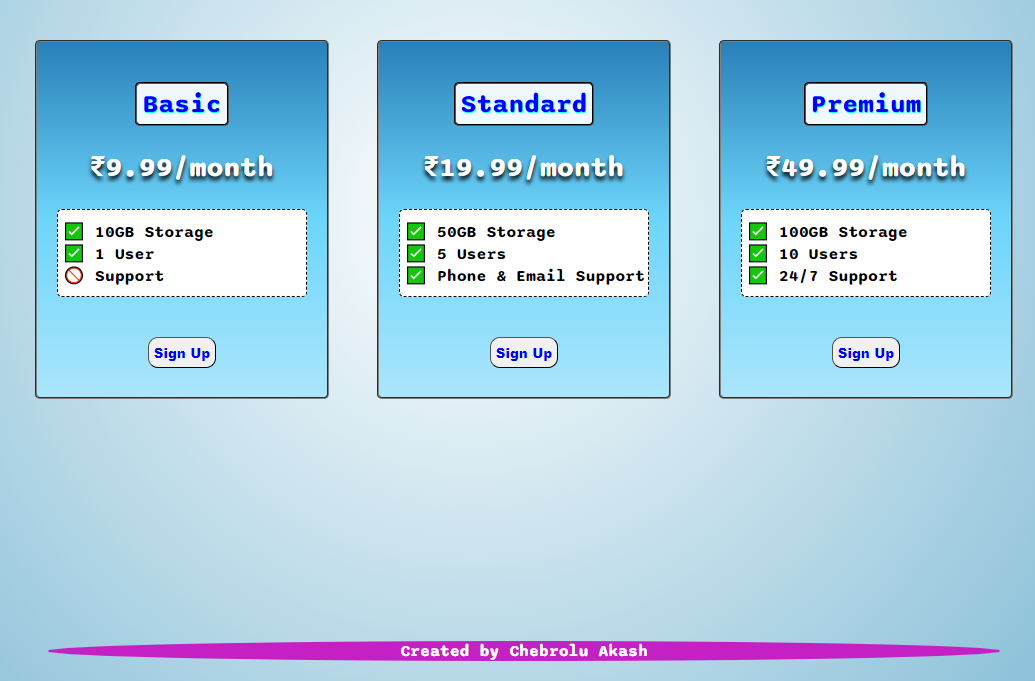 Basic
₹9.99/month
10GB Storage
1 User
Support
Sign Up
Standard
₹19.99/month
50GB Storage
5 Users
Phone & Email Support
Sign Up
Premium
₹49.99/month
100GB Storage
10 Users
24/7 Support
Sign Up
Created by Chebrolu Akash